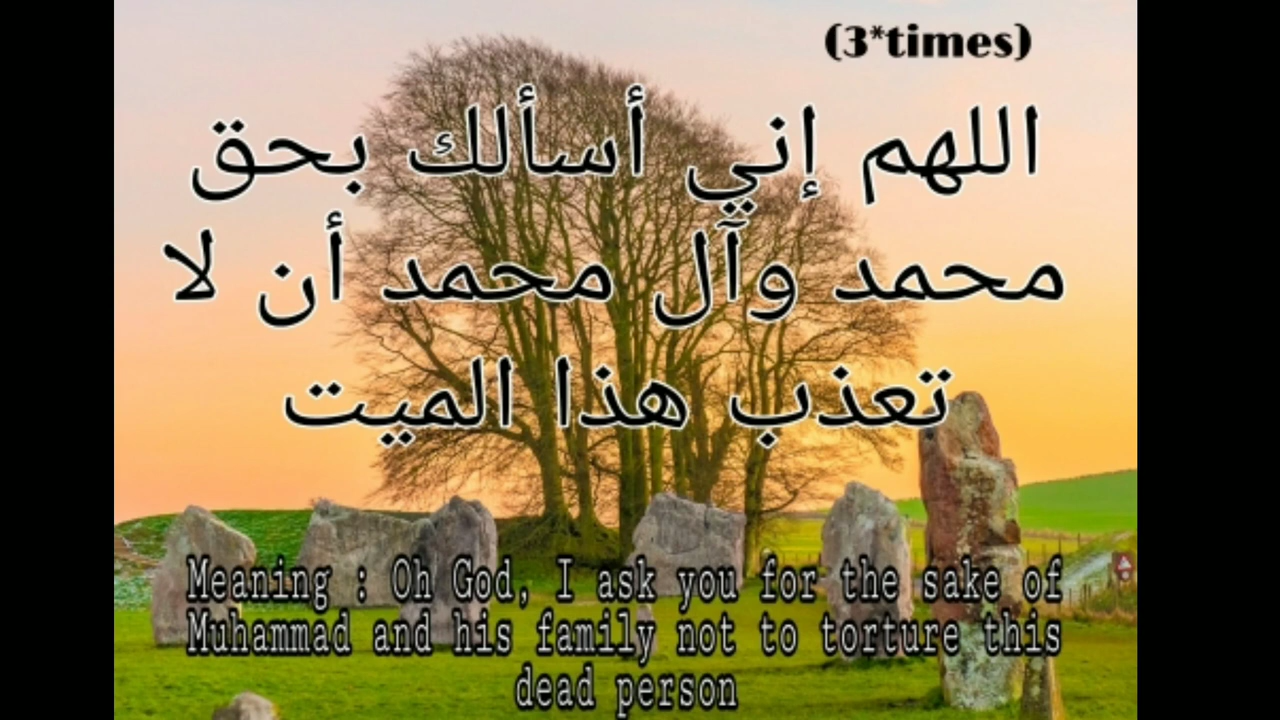 (3*times)
اللهم إني أسألك بحق
محمد وآل محمد أن لا
تعذب هذا الميت
Meaning : Oh God, I ask you for the sake of
Muhammad and his family not to torture this
dead person